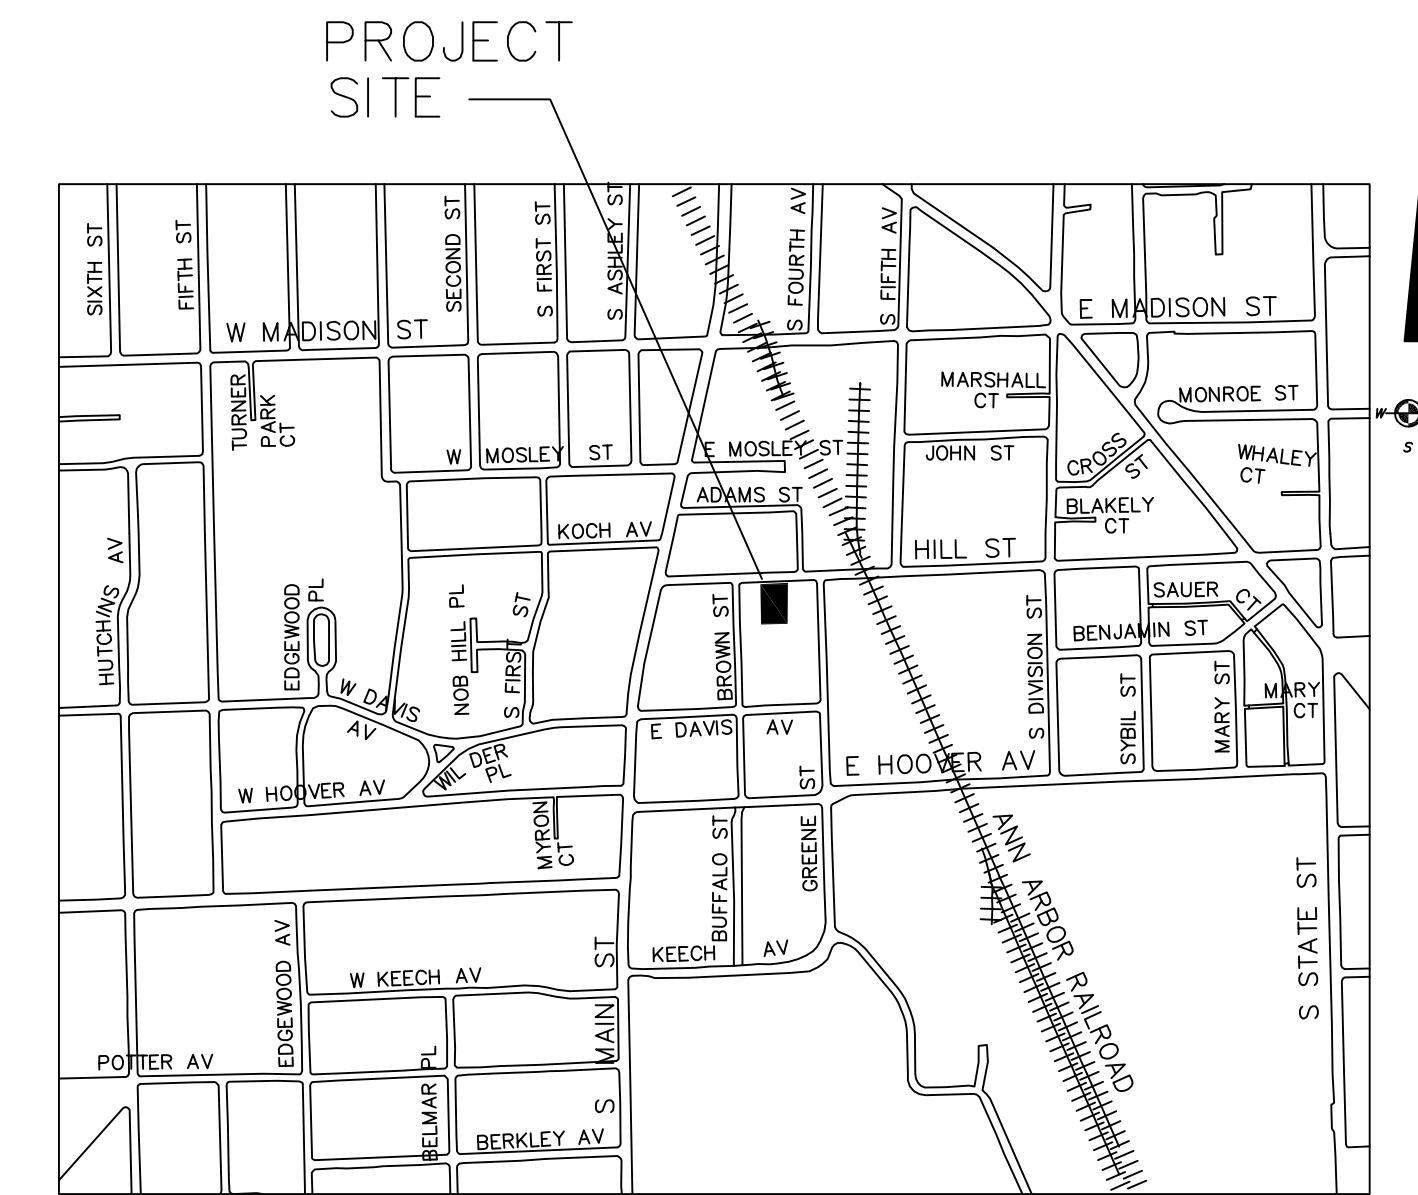 PROJECT
SITE
SIXTH ST
FIFTH ST
SECOND ST
S FIRST ST
S ASHLEY ST
S FOURTH AV
S FIFTH AV
W MADISON ST
E MADISON ST
TURNER
PARK
CT
MARSHALL
CT
MONROE ST
W
S
W MOSLEY ST
E MOSLEY ST
JOHN ST
CROSS
ST
WHALEY
CT
ADAMS ST
BLAKELY
CT
KOCH AV
HILL ST
HUTCHINS AV
EDGEWOOD
PL
NOB HILL PL
S FIRST ST
BROWN ST
S DIVISION ST
SAUER CT
BENJAMIN ST
SYBIL ST
MARY ST
MARY
CT
W DAVIS
AV
E DAVIS AV
WILDER
PL
E HOOVER AV
W HOOVER AV
MYRON
CT
BUFFALO ST
GREENE ST
ANN ARBOR RAILROAD
S STATE ST
EDGEWOOD AV
W KEECH AV
KEECH AV
S MAIN ST
POTTER AV
BELMAR PL
BERKLEY AV